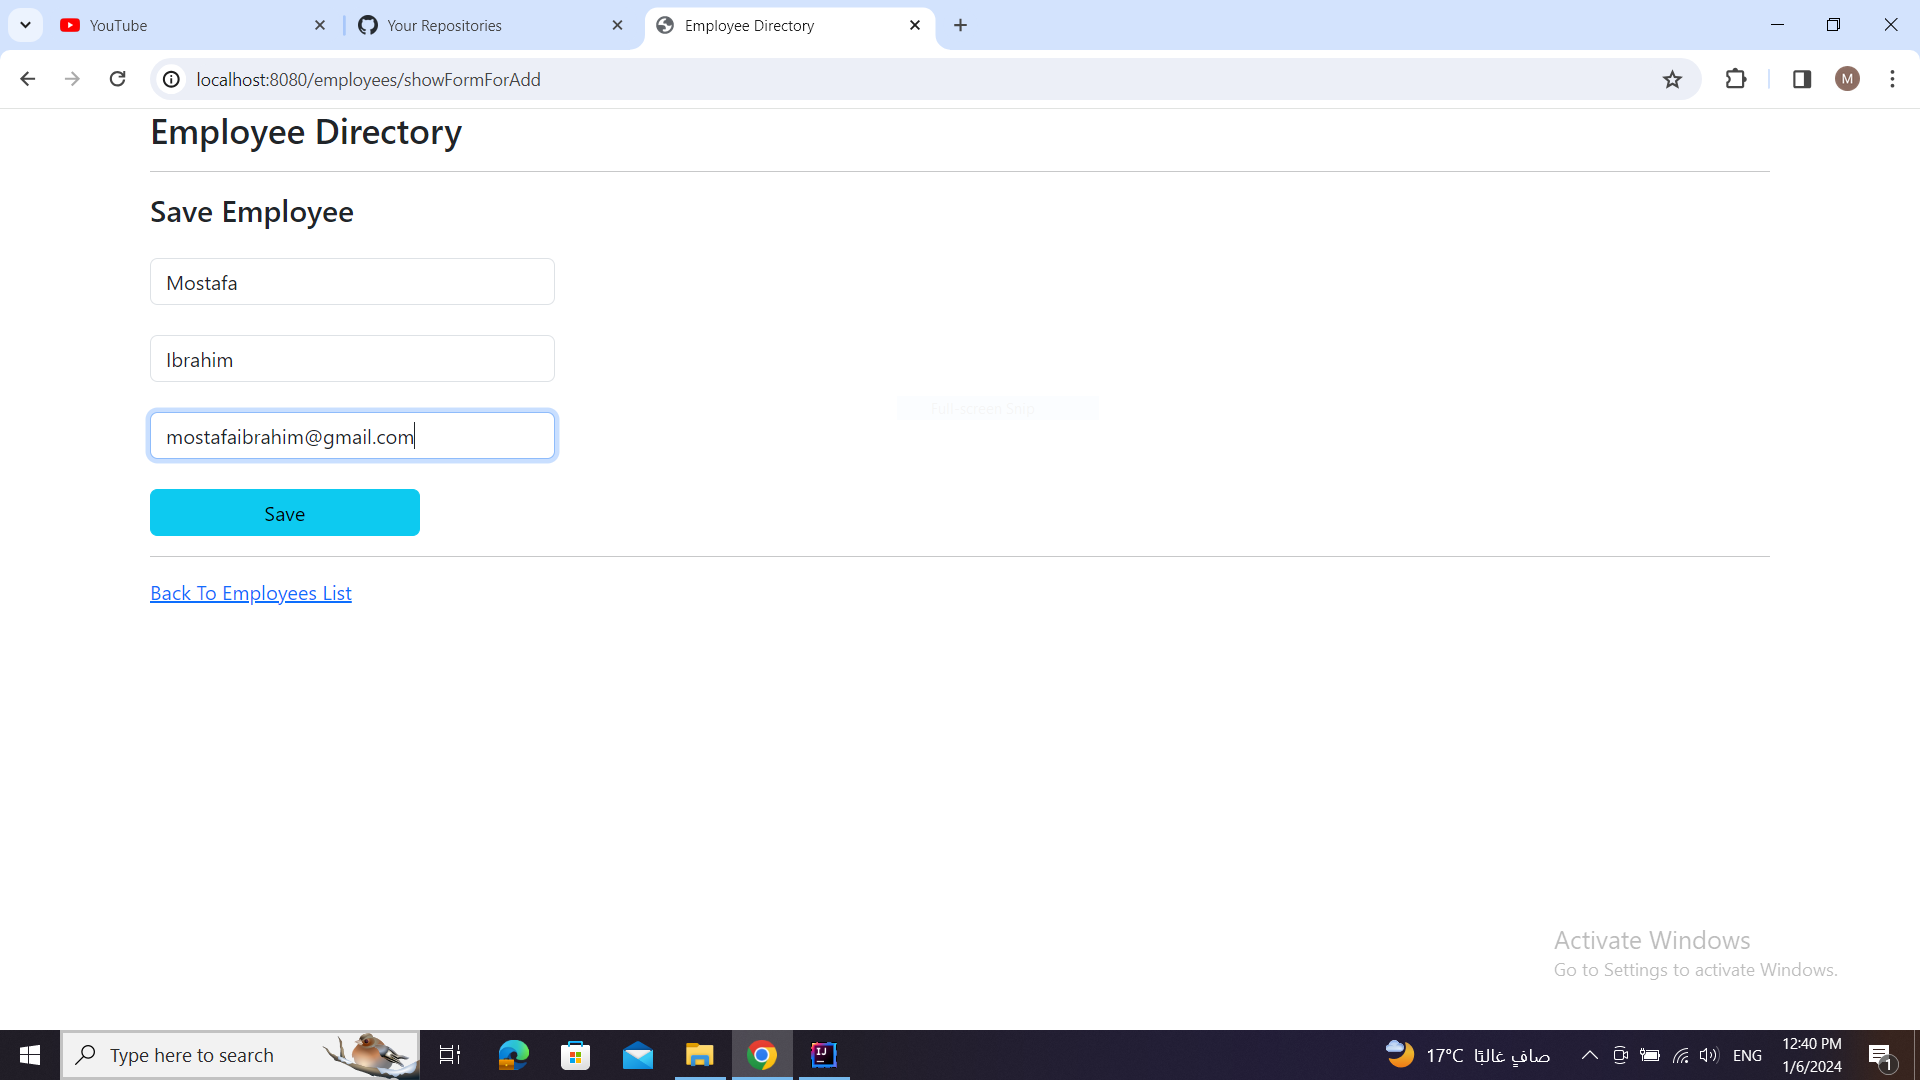 YouTube
Your Repositories
Employee Directory
localhost:8080/employees/showFormForAdd
M
Employee Directory
Save Employee
Mostafa
Ibrahim
Full-screen Snip
mostafaibrahim@gmail.com
Save
Back To Employees List
Activate Windows
Go to Settings to activate Windows.
Type here to search
IJ
17°C صافٍ غالبًا
ENG
12:40 PM
1/6/2024
1